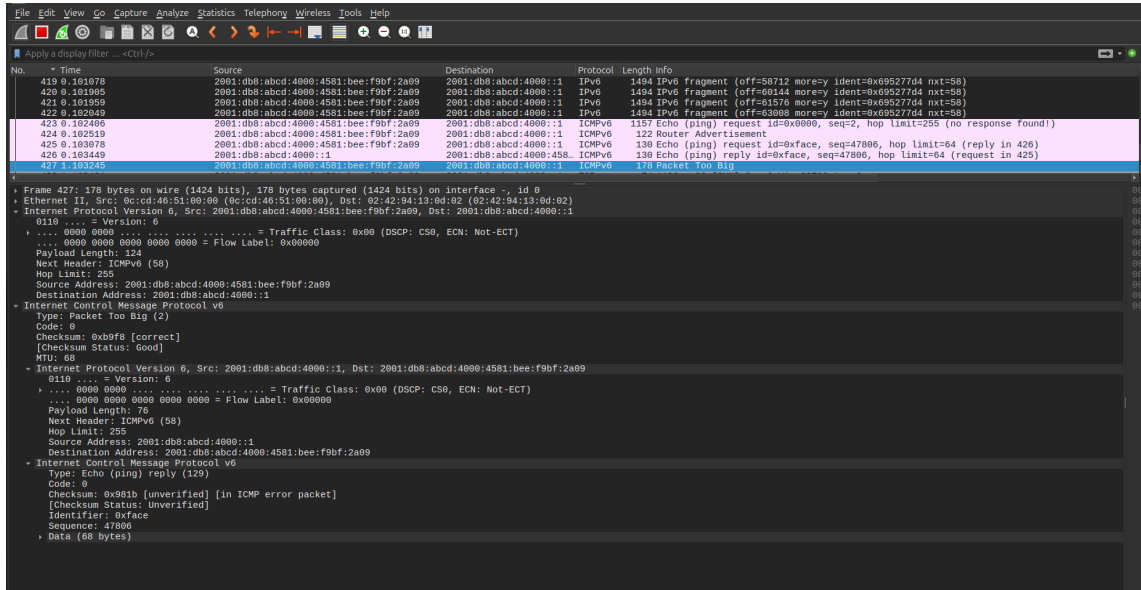 File Edit View Go Capture Analyze Statistics Telephony Wireless Tools Help
Apply a display filter ... <Ctrl-/>
No. Time Source Destination Protocol Length Info
419 0.101078 2001:db8:abcd:4000:4581:bee:f9bf:2a09 2001:db8:abcd:4000::1 IPv6 1494 IPv6 fragment (off=58712 more=y ident=0x695277d4 nxt=58)
420 0.101905 2001:db8:abcd:4000:4581:bee:f9bf:2a09 2001:db8:abcd:4000::1 IPv6 1494 IPv6 fragment (off=60144 more=y ident=0x695277d4 nxt=58)
421 0.101959 2001:db8:abcd:4000:4581:bee:f9bf:2a09 2001:db8:abcd:4000::1 IPv6 1494 IPv6 fragment (off=61576 more=y ident=0x695277d4 nxt=58)
422 0.102049 2001:db8:abcd:4000:4581:bee:f9bf:2a09 2001:db8:abcd:4000::1 IPv6 1494 IPv6 fragment (off=63008 more=y ident=0x695277d4 nxt=58)
423 0.102406 2001:db8:abcd:4000:4581:bee:f9bf:2a09 2001:db8:abcd:4000::1 ICMPv6 1157 Echo (ping) request id=0x0000, seq=2, hop limit=255 (no response found!)
424 0.102519 2001:db8:abcd:4000:4581:bee:f9bf:2a09 2001:db8:abcd:4000::1 ICMPv6 122 Router Advertisement
425 0.103078 2001:db8:abcd:4000:4581:bee:f9bf:2a09 2001:db8:abcd:4000::1 ICMPv6 130 Echo (ping) request id=0xface, seq=47806, hop limit=64 (reply in 426)
426 0.103449 2001:db8:abcd:4000::1 2001:db8:abcd:4000:458… ICMPv6 130 Echo (ping) reply id=0xface, seq=47806, hop limit=64 (request in 425)
427 1.103245 2001:db8:abcd:4000:4581:bee:f9bf:2a09 2001:db8:abcd:4000::1 ICMPv6 178 Packet Too Big
Frame 427: 178 bytes on wire (1424 bits), 178 bytes captured (1424 bits) on interface -, id 0
Ethernet II, Src: 0c:cd:46:51:00:00 (0c:cd:46:51:00:00), Dst: 02:42:94:13:0d:02 (02:42:94:13:0d:02)
Internet Protocol Version 6, Src: 2001:db8:abcd:4000:4581:bee:f9bf:2a09, Dst: 2001:db8:abcd:4000::1
0110 .... = Version: 6
.... 0000 0000 .... .... .... .... .... = Traffic Class: 0x00 (DSCP: CS0, ECN: Not-ECT)
.... 0000 0000 0000 0000 0000 = Flow Label: 0x00000
Payload Length: 124
Next Header: ICMPv6 (58)
Hop Limit: 255
Source Address: 2001:db8:abcd:4000:4581:bee:f9bf:2a09
Destination Address: 2001:db8:abcd:4000::1
Internet Control Message Protocol v6
Type: Packet Too Big (2)
Code: 0
Checksum: 0xb9f8 [correct]
[Checksum Status: Good]
MTU: 68
Internet Protocol Version 6, Src: 2001:db8:abcd:4000::1, Dst: 2001:db8:abcd:4000:4581:bee:f9bf:2a09
0110 .... = Version: 6
.... 0000 0000 .... .... .... .... .... = Traffic Class: 0x00 (DSCP: CS0, ECN: Not-ECT)
.... 0000 0000 0000 0000 0000 = Flow Label: 0x00000
Payload Length: 76
Next Header: ICMPv6 (58)
Hop Limit: 255
Source Address: 2001:db8:abcd:4000::1
Destination Address: 2001:db8:abcd:4000:4581:bee:f9bf:2a09
Internet Control Message Protocol v6
Type: Echo (ping) reply (129)
Code: 0
Checksum: 0x981b [unverified] [in ICMP error packet]
[Checksum Status: Unverified]
Identifier: 0xface
Sequence: 47806
Data (68 bytes)